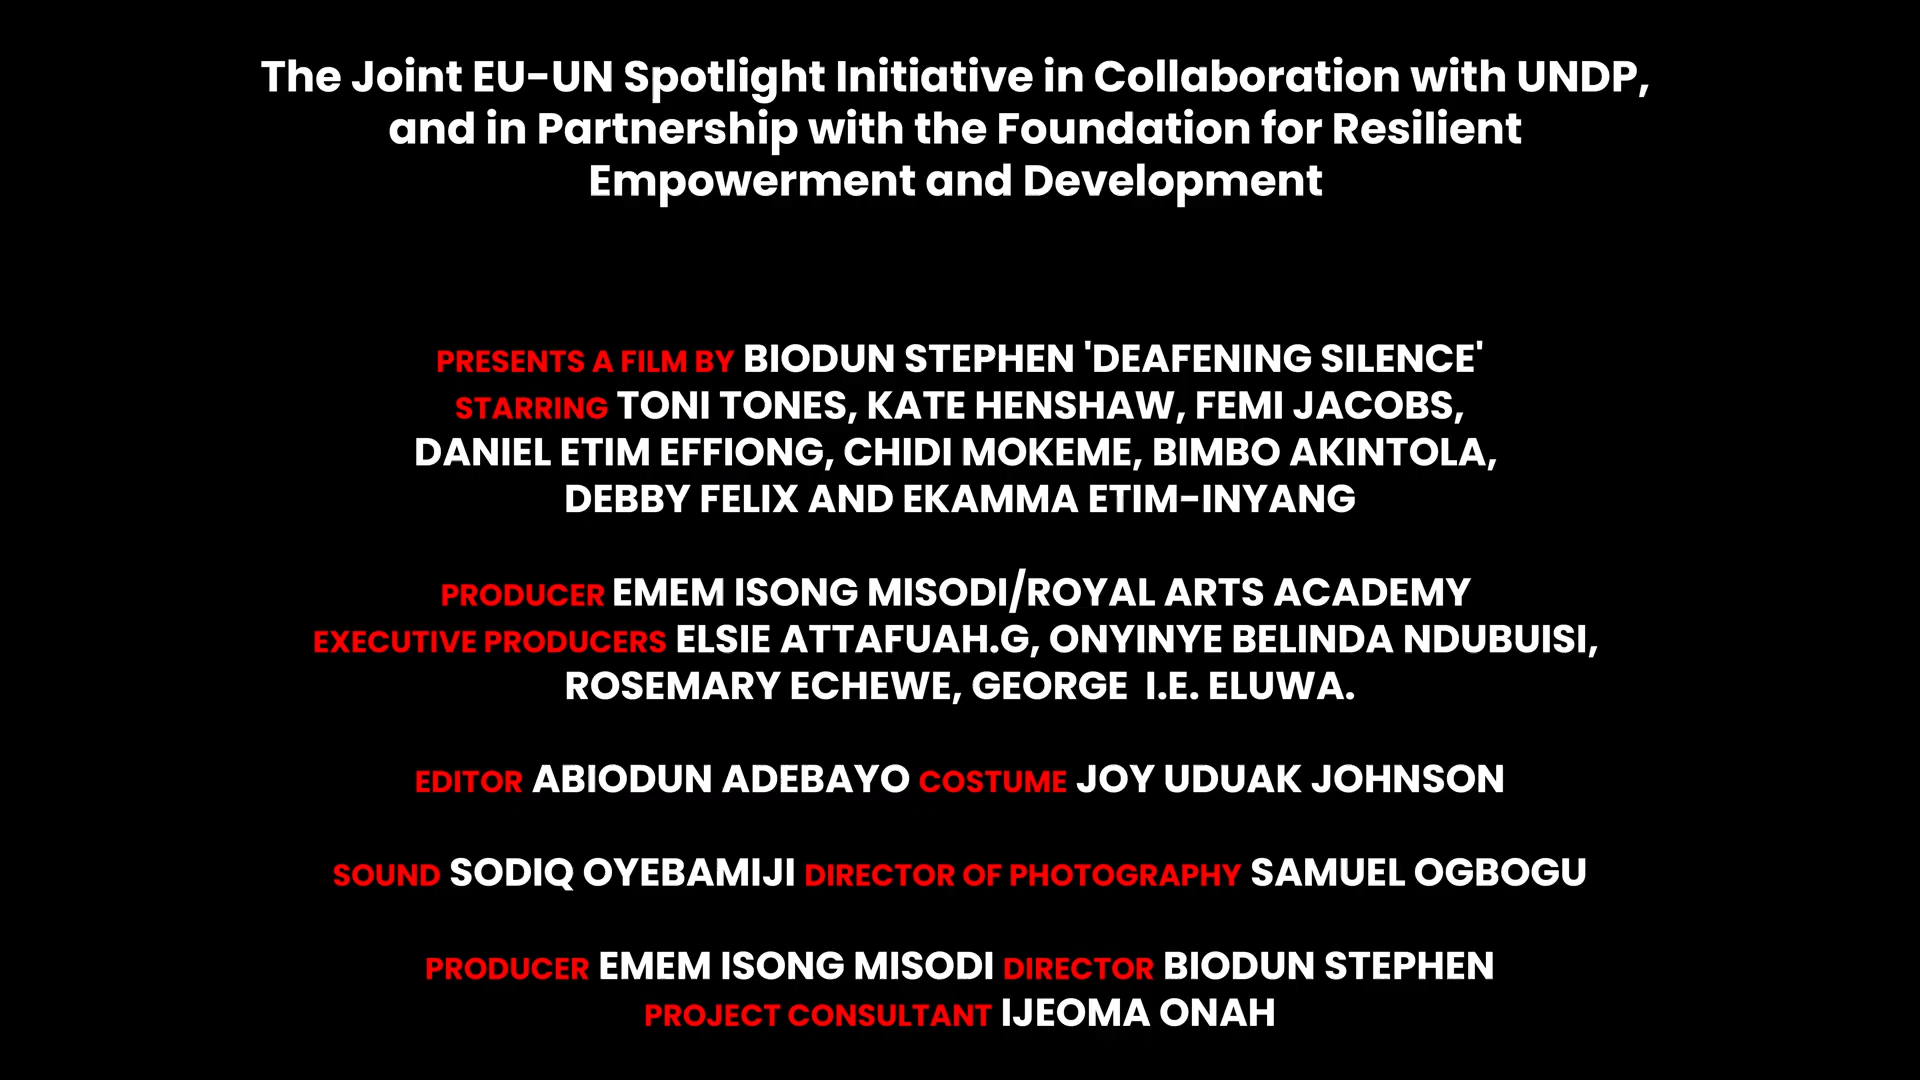 The Joint EU-UN Spotlight Initiative in Collaboration with UNDP,
and in Partnership with the Foundation for Resilient
Empowerment and Development
PRESENTS A FILM BY BIODUN STEPHEN 'DEAFENING SILENCE'
STARRING TONI TONES, KATE HENSHAW, FEMI JACOBS,
DANIEL ETIM EFFIONG, CHIDI MOKEME, BIMBO AKINTOLA,
DEBBY FELIX AND EKAMMA ETIM-INYANG
PRODUCER EMEM ISONG MISODI/ROYAL ARTS ACADEMY
EXECUTIVE PRODUCERS ELSIE ATTAFUAH.G, ONYINYE BELINDA NDUBUISI,
ROSEMARY ECHEWE, GEORGE  I.E. ELUWA.
EDITOR ABIODUN ADEBAYO COSTUME JOY UDUAK JOHNSON
SOUND SODIQ OYEBAMIJI DIRECTOR OF PHOTOGRAPHY SAMUEL OGBOGU
PRODUCER EMEM ISONG MISODI DIRECTOR BIODUN STEPHEN
PROJECT CONSULTANT IJEOMA ONAH